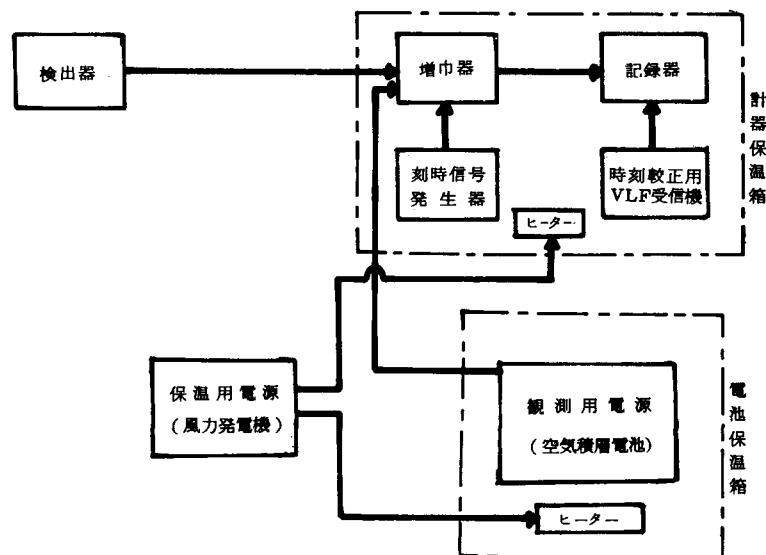 検出器
増巾器
記録器
刻時信号
発生器
時刻較正用
VLF受信機
ヒーター
計器保温箱
保温用電源
(風力発電機)
観測用電源
(空気積層電池)
ヒーター
電池保温箱